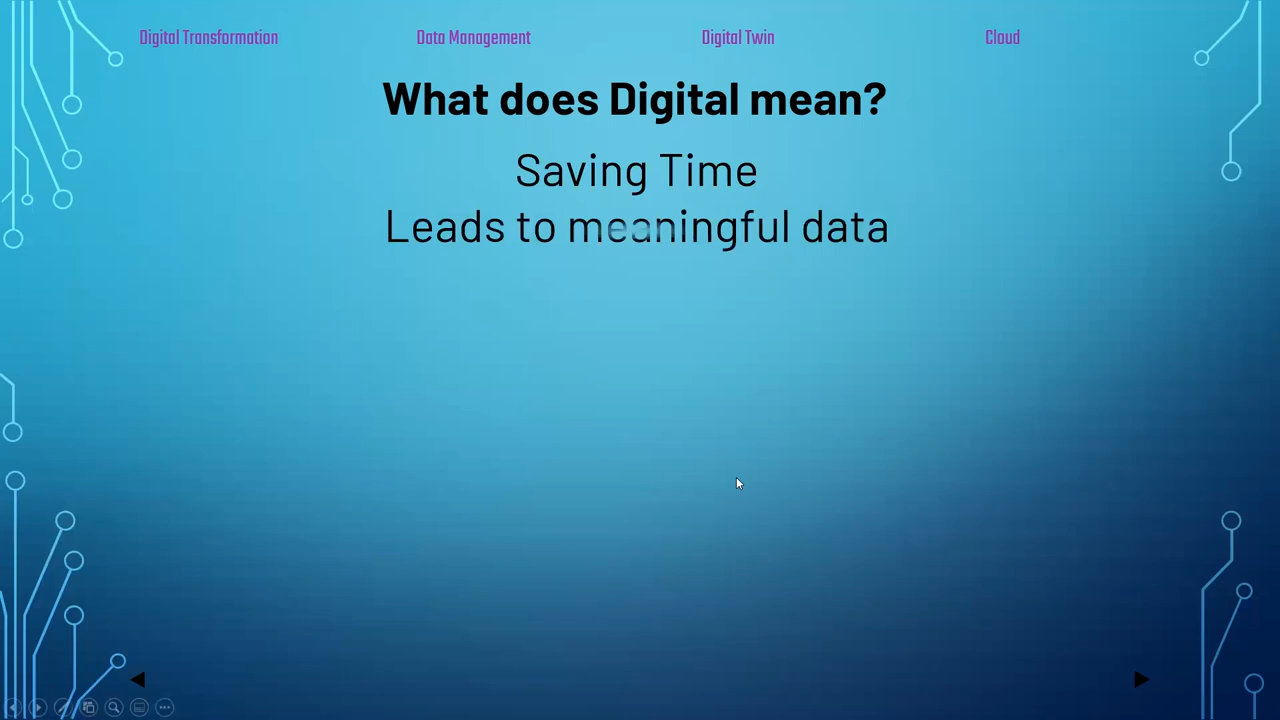 Digital Transformation Data Management Digital Twin Cloud
What does Digital mean?
Saving Time
Leads to meaningful data